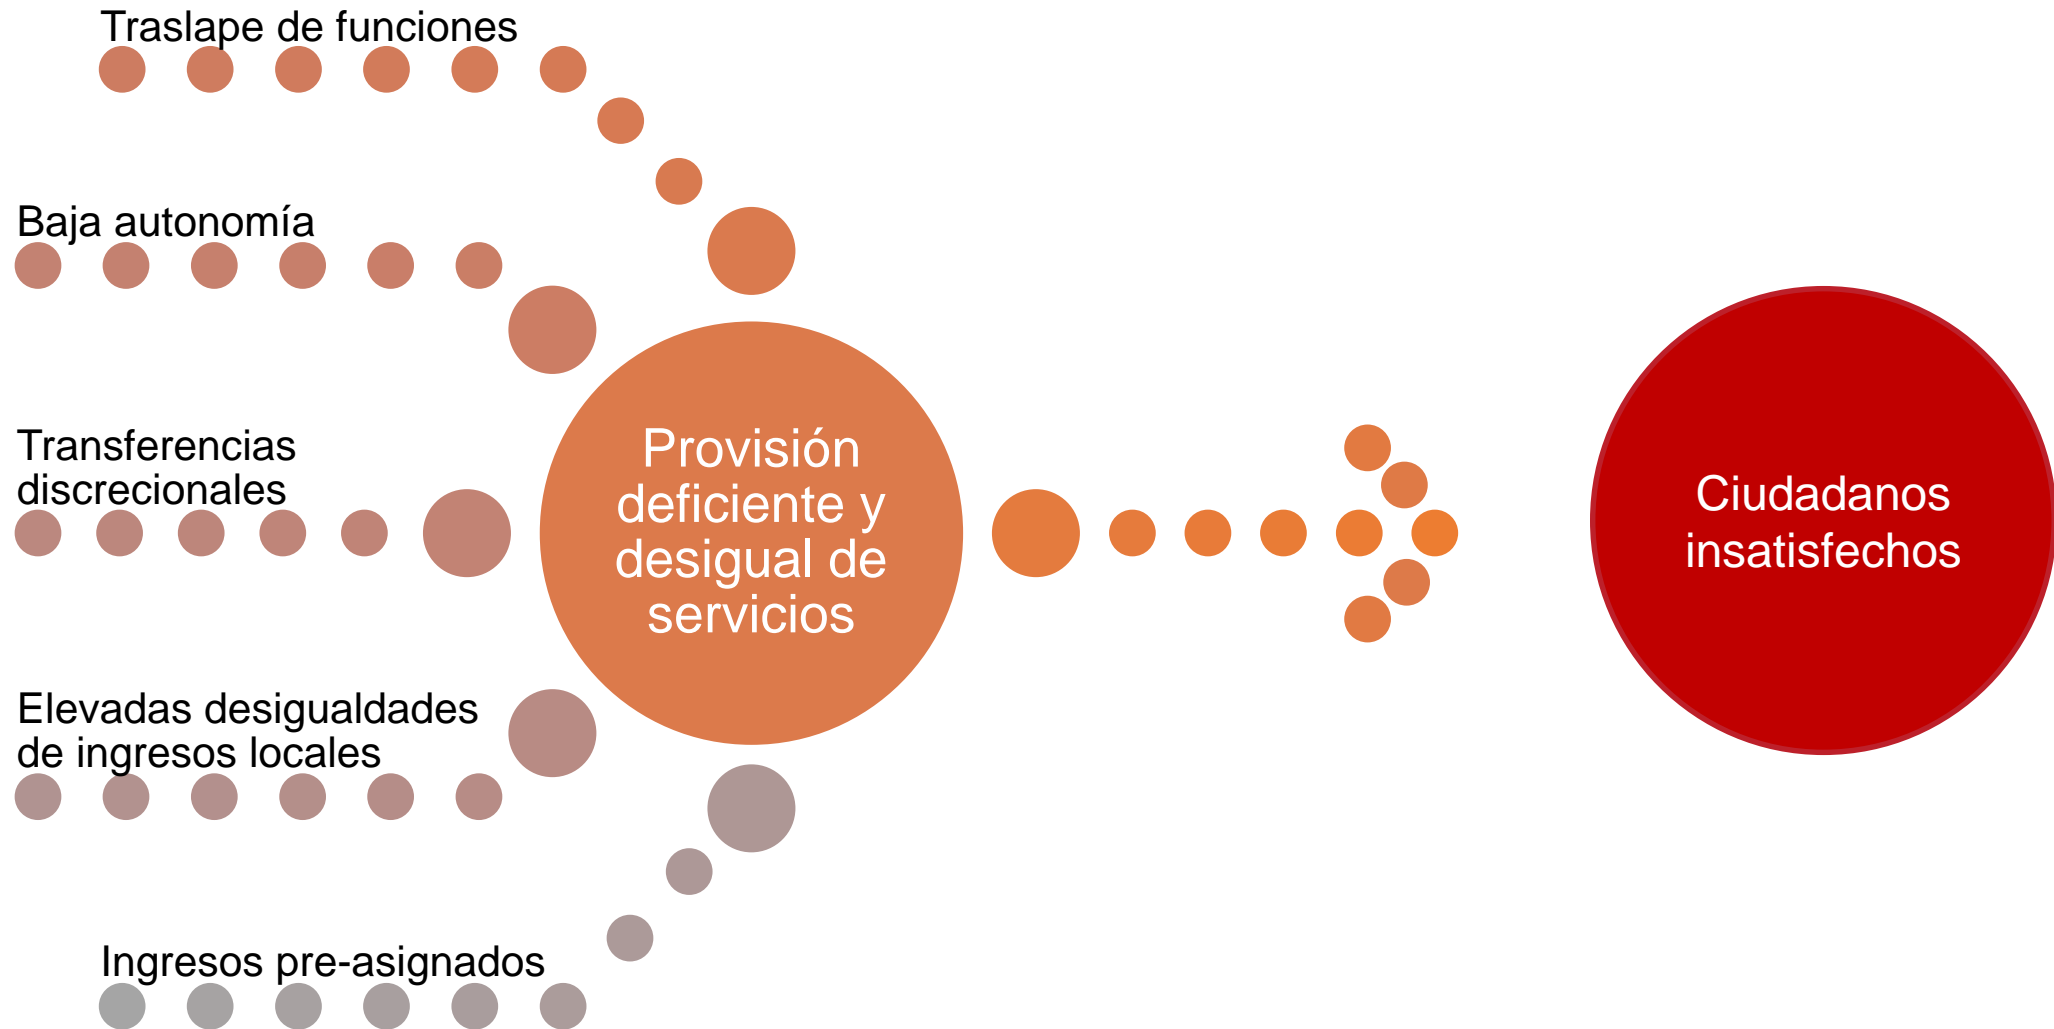 Traslape de funciones
Baja autonomía
Transferencias
discrecionales
Elevadas desigualdades
de ingresos locales
Ingresos pre-asignados
Provisión
deficiente y
desigual de
servicios
Ciudadanos
insatisfechos